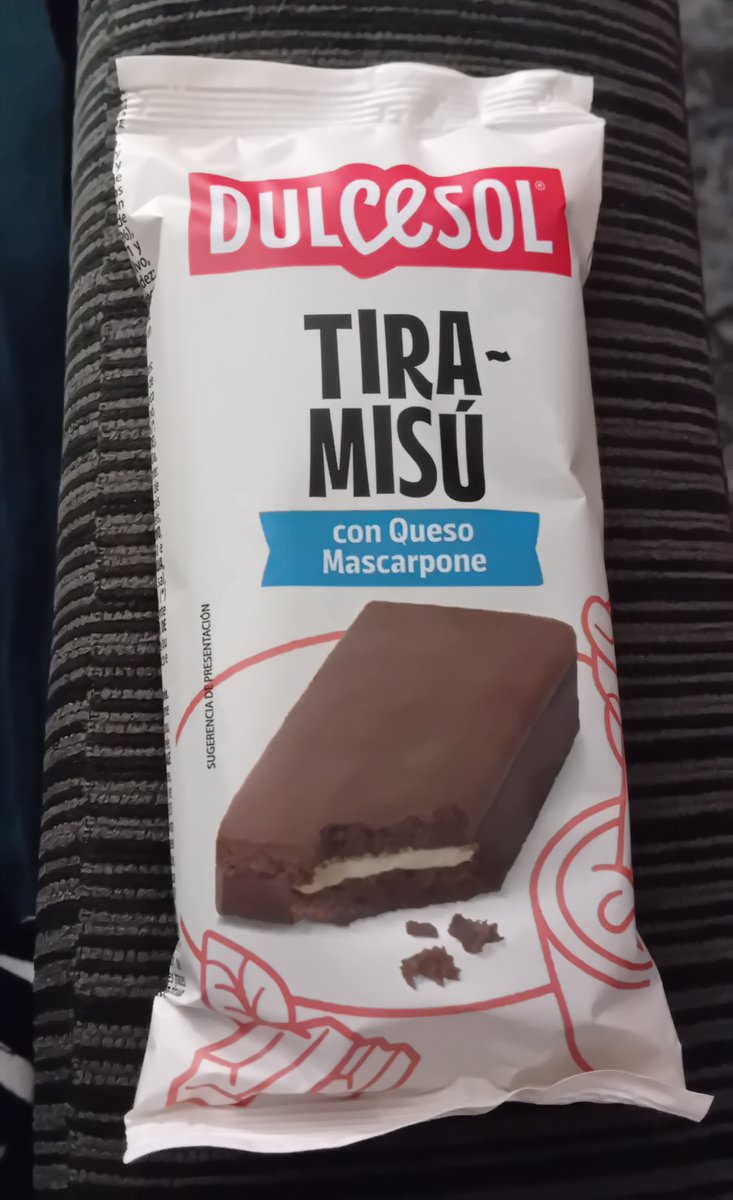 DULCESOL®
TIRA-
MISÚ
con Queso
Mascarpone
SUGERENCIA DE PRESENTACIÓN